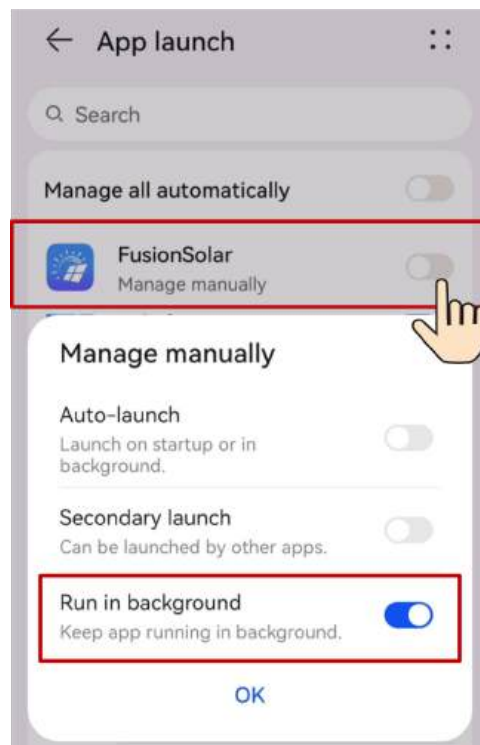 App launch
Search
Manage all automatically
FusionSolar
Manage manually
Manage manually
Auto-launch
Launch on startup or in
background.
Secondary launch
Can be launched by other apps.
Run in background
Keep app running in background.
OK